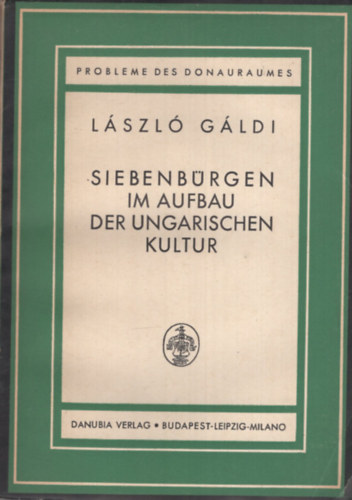 PROBLEME DES DONAURAUMES
LÁSZLÓ GÁLDI
SIEBENBÜRGEN
IM AUFBAU
DER UNGARISCHEN
KULTUR
DANUBIA VERLAG • BUDAPEST-LEIPZIG-MILANO